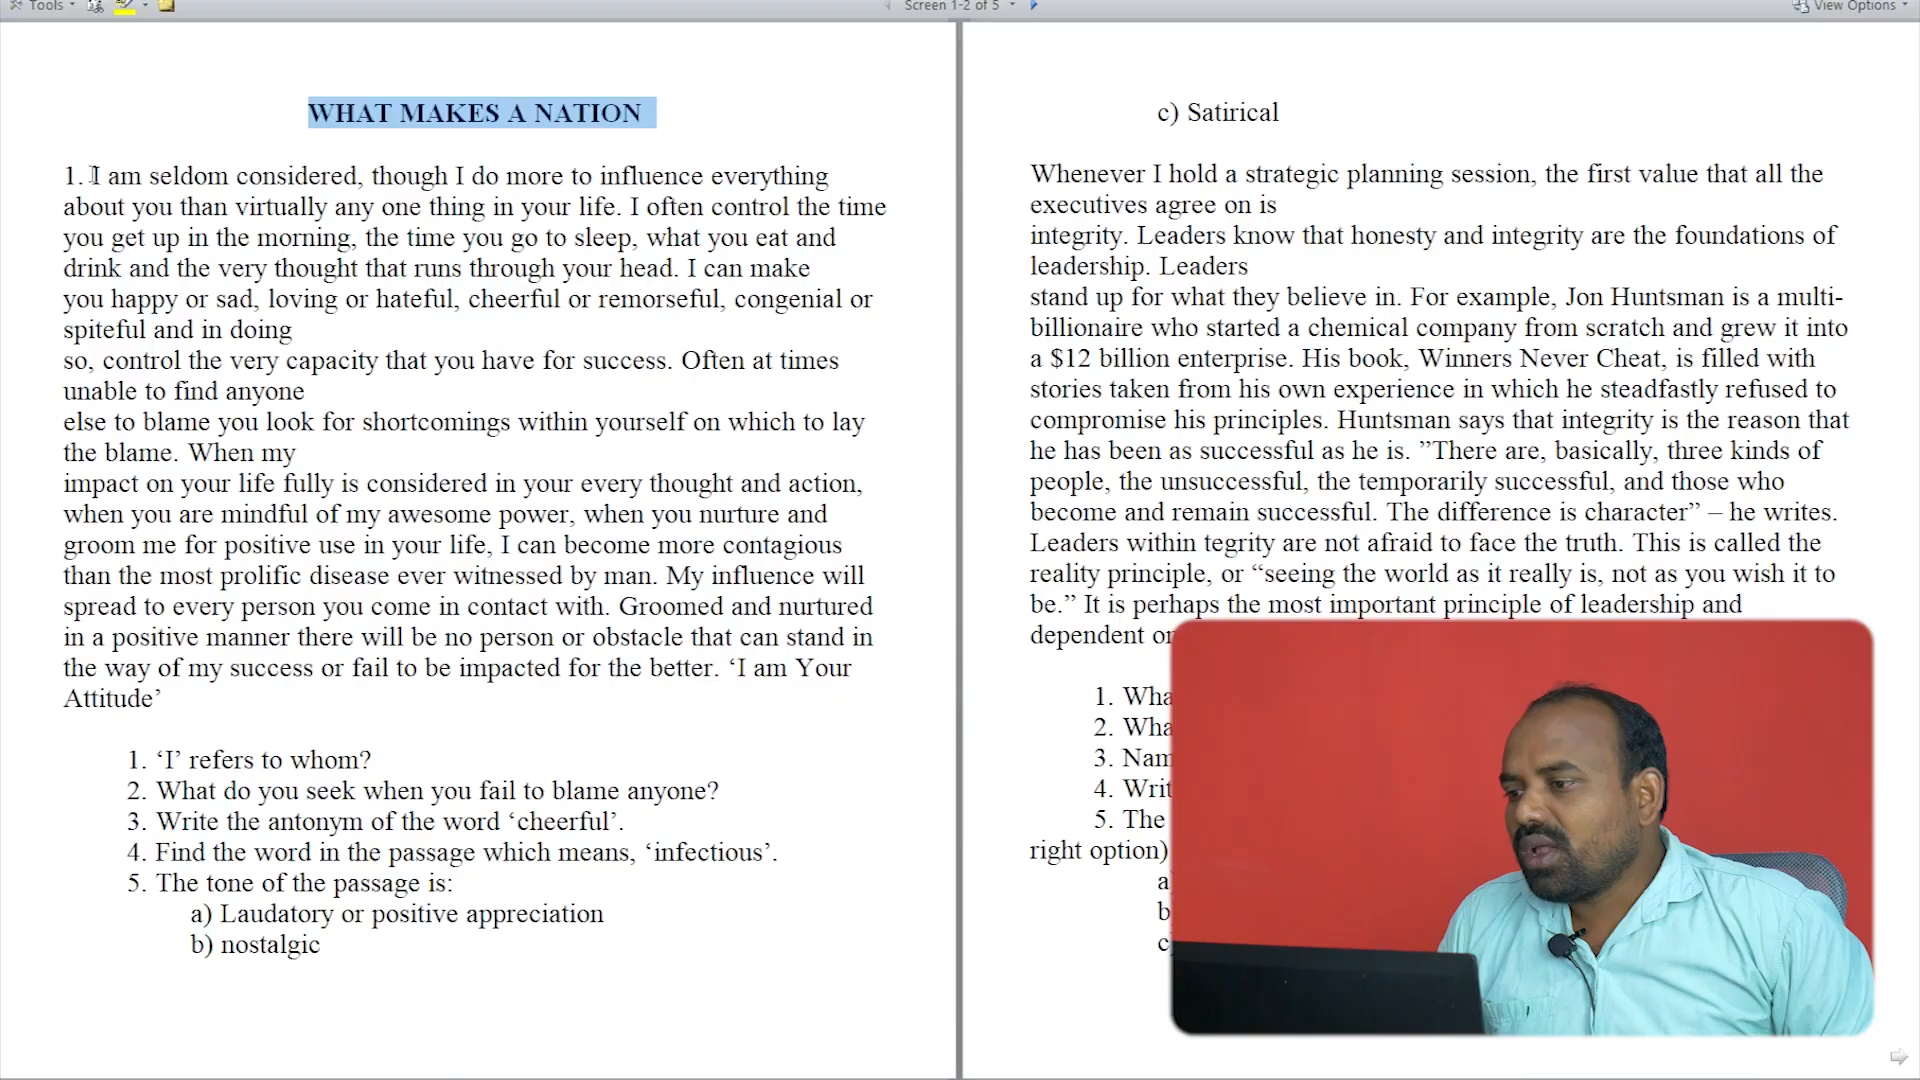 Tools
Screen 1-2 of 5
View Options
WHAT MAKES A NATION
1. I am seldom considered, though I do more to influence everything
about you than virtually any one thing in your life. I often control the time
you get up in the morning, the time you go to sleep, what you eat and
drink and the very thought that runs through your head. I can make
you happy or sad, loving or hateful, cheerful or remorseful, congenial or
spiteful and in doing
so, control the very capacity that you have for success. Often at times
unable to find anyone
else to blame you look for shortcomings within yourself on which to lay
the blame. When my
impact on your life fully is considered in your every thought and action,
when you are mindful of my awesome power, when you nurture and
groom me for positive use in your life, I can become more contagious
than the most prolific disease ever witnessed by man. My influence will
spread to every person you come in contact with. Groomed and nurtured
in a positive manner there will be no person or obstacle that can stand in
the way of my success or fail to be impacted for the better. ‘I am Your
Attitude’
1. ‘I’ refers to whom?
2. What do you seek when you fail to blame anyone?
3. Write the antonym of the word ‘cheerful’.
4. Find the word in the passage which means, ‘infectious’.
5. The tone of the passage is:
a) Laudatory or positive appreciation
b) nostalgic
c) Satirical
Whenever I hold a strategic planning session, the first value that all the
executives agree on is
integrity. Leaders know that honesty and integrity are the foundations of
leadership. Leaders
stand up for what they believe in. For example, Jon Huntsman is a multi-
billionaire who started a chemical company from scratch and grew it into
a $12 billion enterprise. His book, Winners Never Cheat, is filled with
stories taken from his own experience in which he steadfastly refused to
compromise his principles. Huntsman says that integrity is the reason that
he has been as successful as he is. ”There are, basically, three kinds of
people, the unsuccessful, the temporarily successful, and those who
become and remain successful. The difference is character” – he writes.
Leaders within tegrity are not afraid to face the truth. This is called the
reality principle, or “seeing the world as it really is, not as you wish it to
be.” It is perhaps the most important principle of leadership and
dependent
1.
2.
3.
4.
5. The
right option)
a
b
c